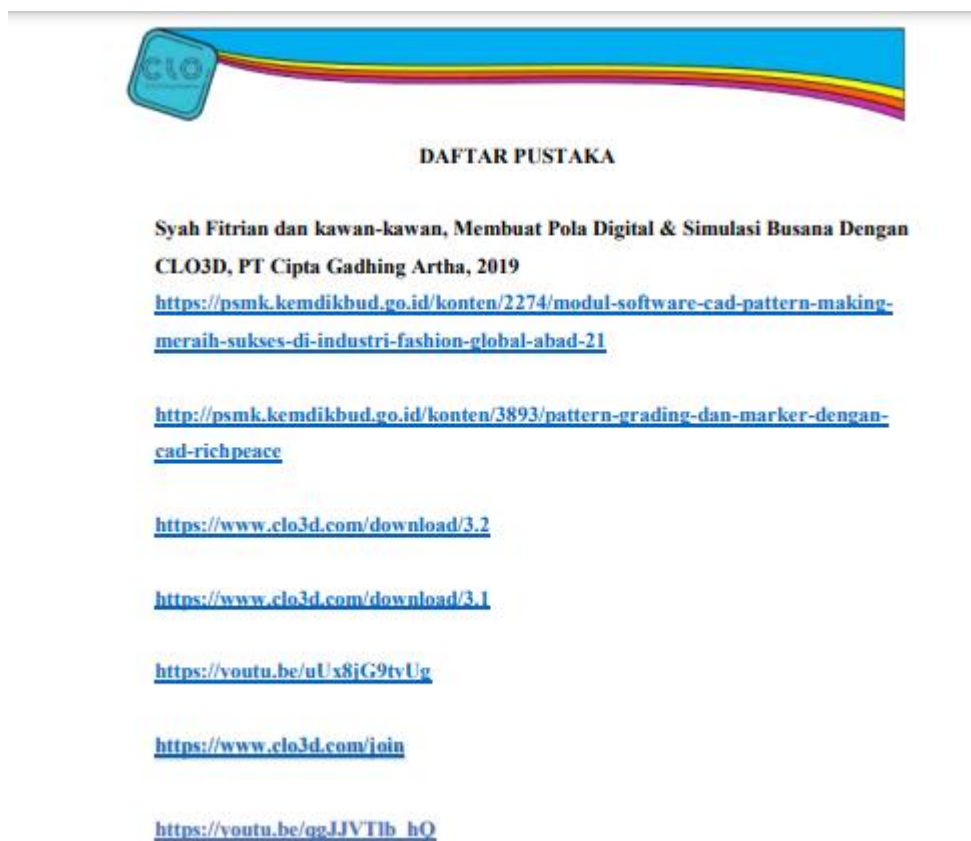 CLO
DAFTAR PUSTAKA
Syah Fitrian dan kawan-kawan, Membuat Pola Digital & Simulasi Busana Dengan
CLO3D, PT Cipta Gadhing Artha, 2019
https://psmk.kemdikbud.go.id/konten/2274/modul-software-cad-pattern-making-
meraih-sukses-di-industri-fashion-global-abad-21
http://psmk.kemdikbud.go.id/konten/3893/pattern-grading-dan-marker-dengan-
cad-richpeace
https://www.clo3d.com/download/3.2
https://www.clo3d.com/download/3.1
https://youtu.be/uUx8jG9tvUg
https://www.clo3d.com/join
https://youtu.be/qgJJVTlb_hQ